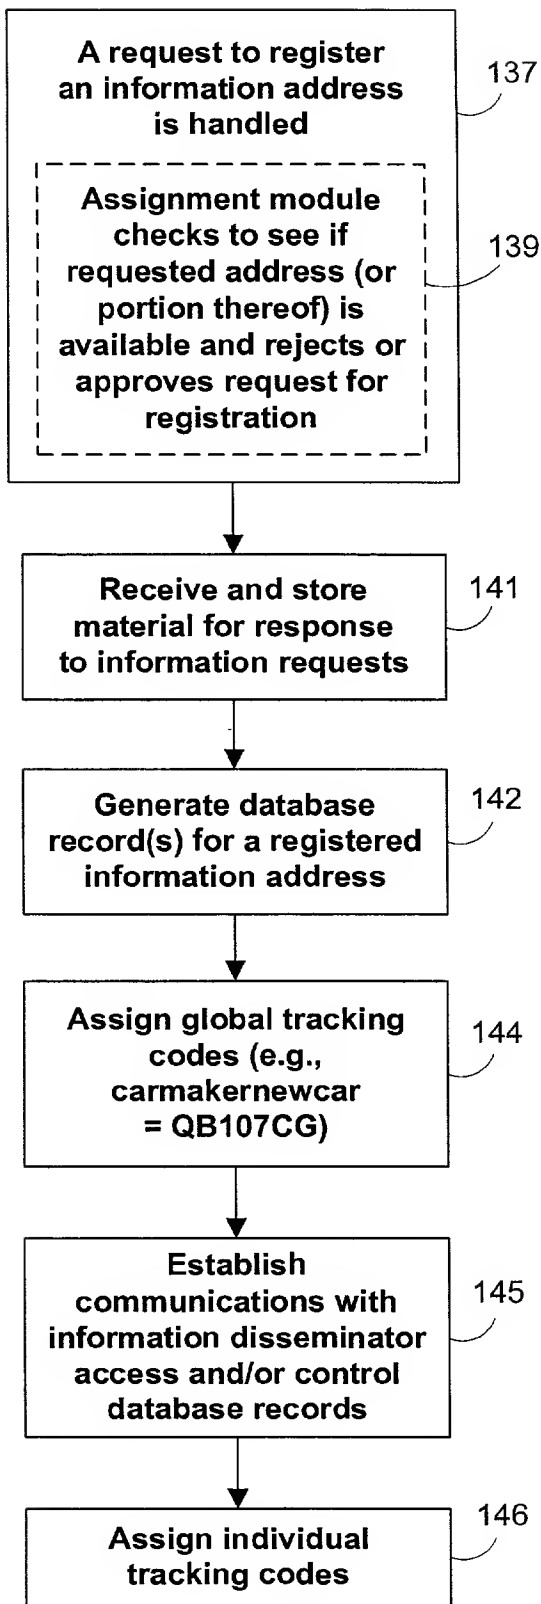 A request to register
an information address
is handled
137
Assignment module
checks to see if
requested address (or
portion thereof) is
available and rejects or
approves request for
registration
139
Receive and store
material for response
to information requests
141
Generate database
record(s) for a registered
information address
142
Assign global tracking
codes (e.g.,
carmakernewcar
= QB107CG)
144
Establish
communications with
information disseminator
access and/or control
database records
145
Assign individual
tracking codes
146